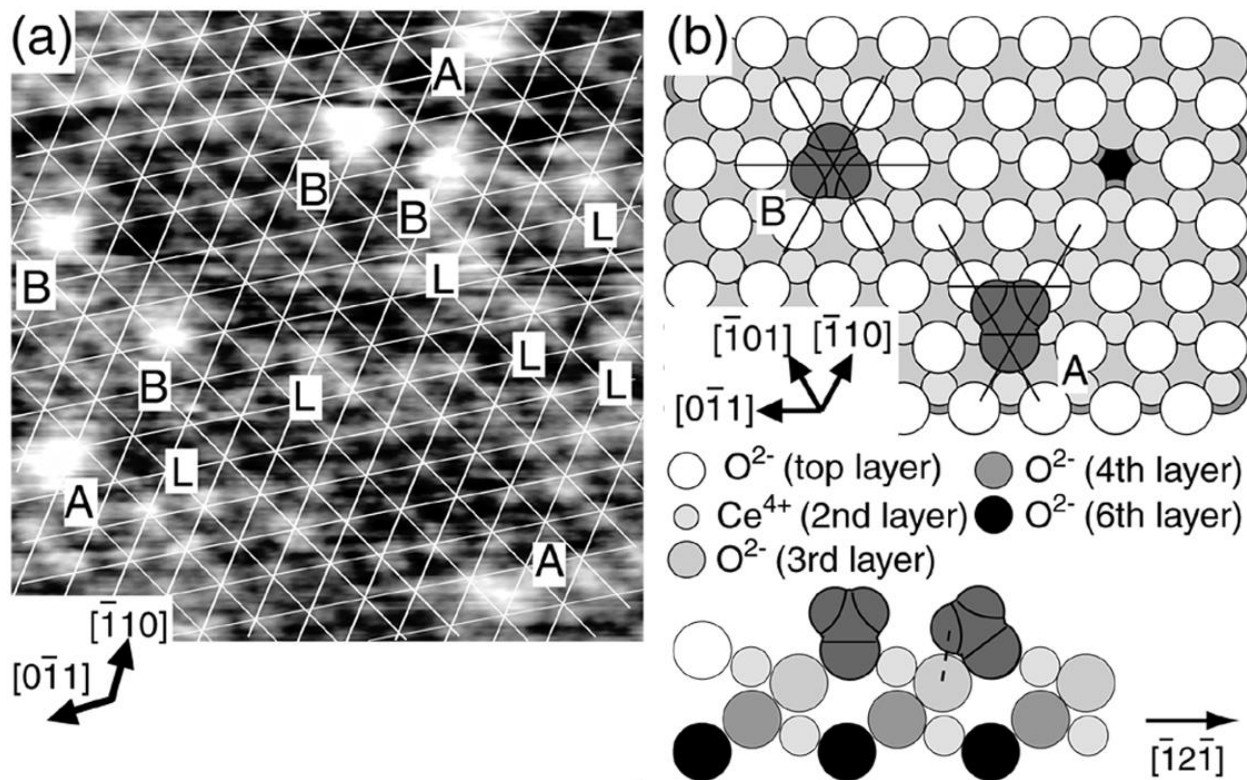 (a)
A
B
B
L
L
B
B
L
L
L
L
A
A
[1̄10]
[01̄1]
(b)
B
[1̄01]
[1̄10]
[01̄1]
A
O²⁻ (top layer)
O²⁻ (4th layer)
Ce⁴⁺ (2nd layer)
O²⁻ (6th layer)
O²⁻ (3rd layer)
[1̄21̄]